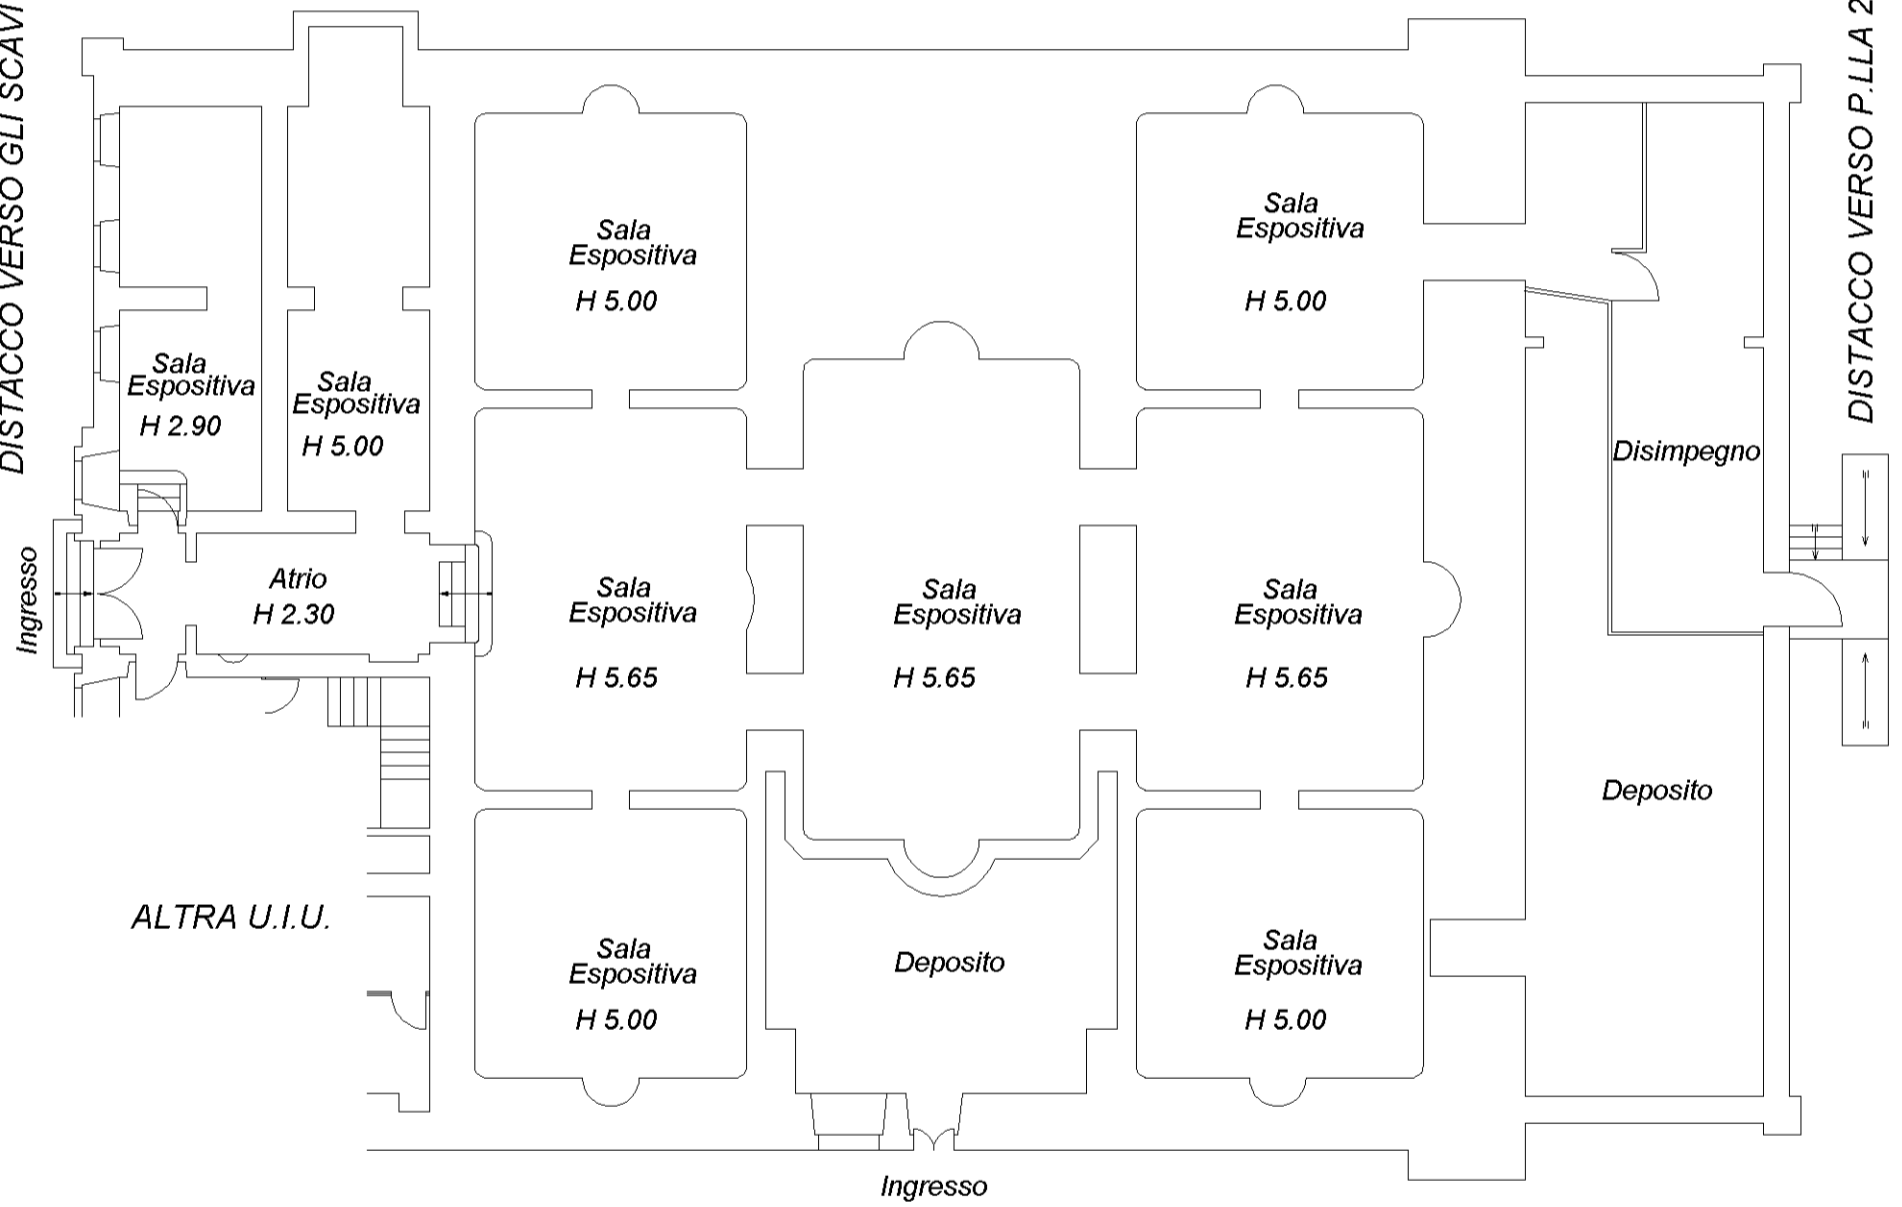 DISTACCO VERSO GLI SCAVI
DISTACCO VERSO P.LLA 2
Sala
Espositiva
H 5.00
Sala
Espositiva
H 5.00
Sala
Espositiva
H 2.90
Sala
Espositiva
H 5.00
Disimpegno
Ingresso
Atrio
H 2.30
Sala
Espositiva
H 5.65
Sala
Espositiva
H 5.65
Sala
Espositiva
H 5.65
Deposito
ALTRA U.I.U.
Sala
Espositiva
H 5.00
Deposito
Sala
Espositiva
H 5.00
Ingresso